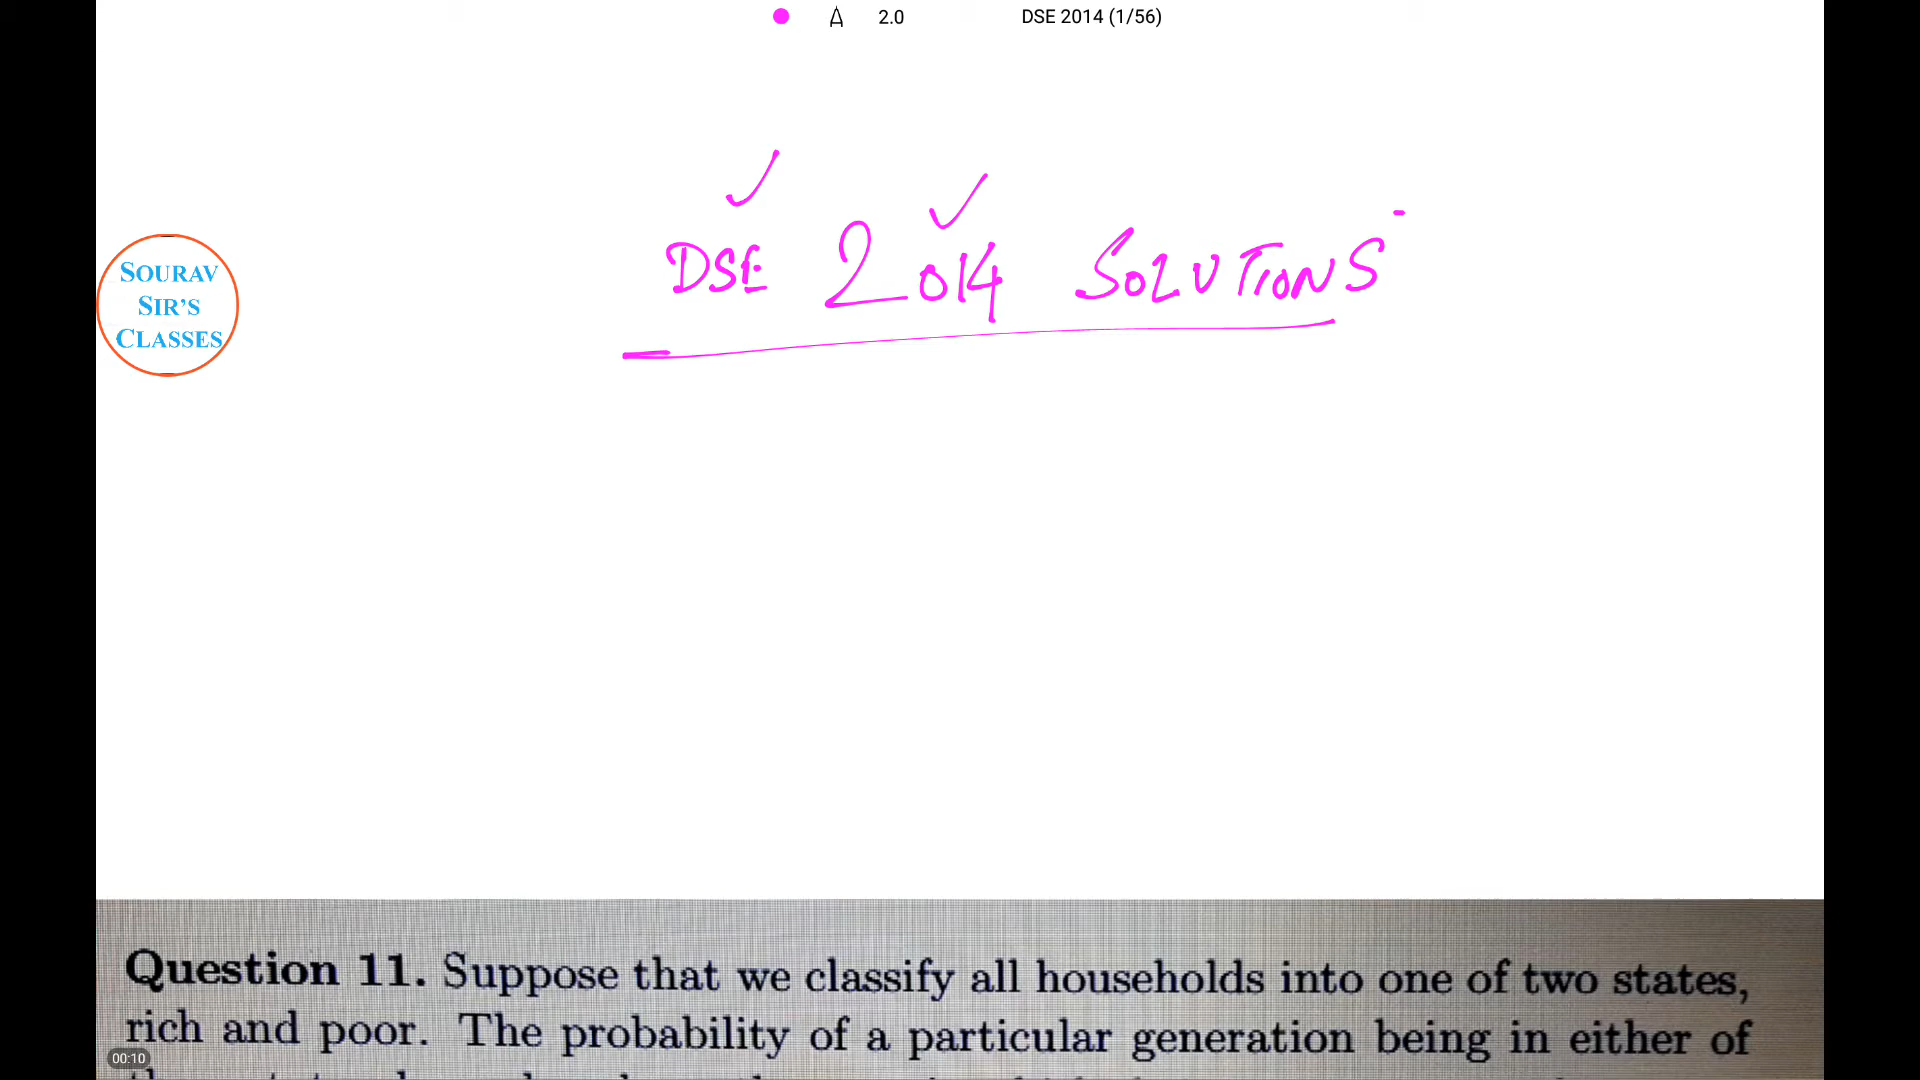 2.0 DSE 2014 (1/56)
DSE 2014 SOLUTIONS
SOURAV
SIR'S
CLASSES
Question 11. Suppose that we classify all households into one of two states,
rich and poor. The probability of a particular generation being in either of
00:10